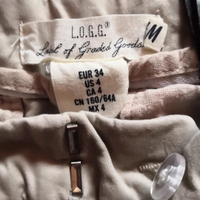 L.O.G.G.®
Label of Graded Goods
M
EUR 34
US 4
CA 4
CN 160/64A
MX 4